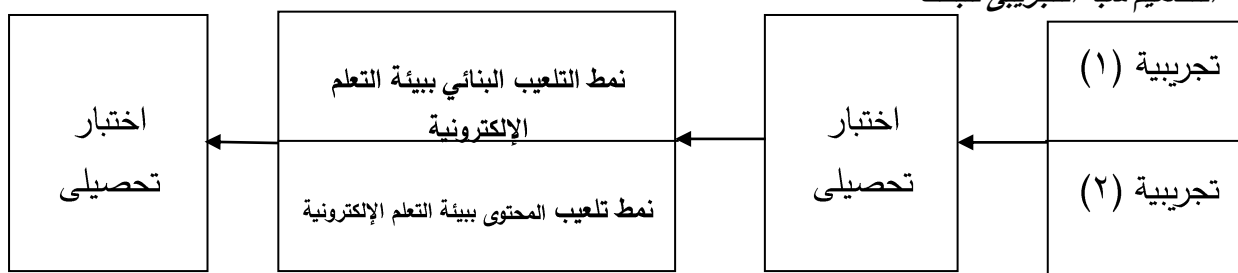 تجريبية (١)
تجريبية (٢)
اختبار
تحصيلى
نمط التلعيب البنائي ببيئة التعلم
الإلكترونية
نمط تلعيب المحتوى ببيئة التعلم الإلكترونية
اختبار
تحصيلى